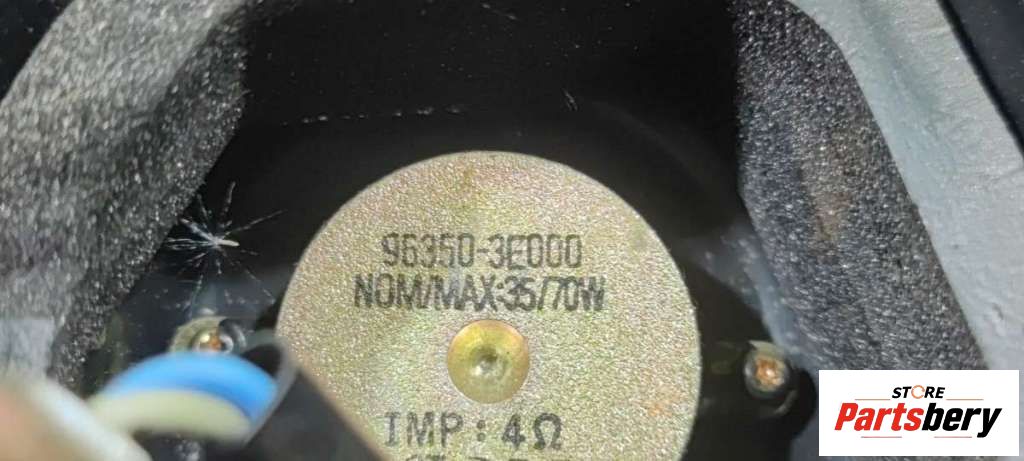 96350-3E000
NOM/MAX:35/70W
IMP : 4Ω
STORE
Partsbery